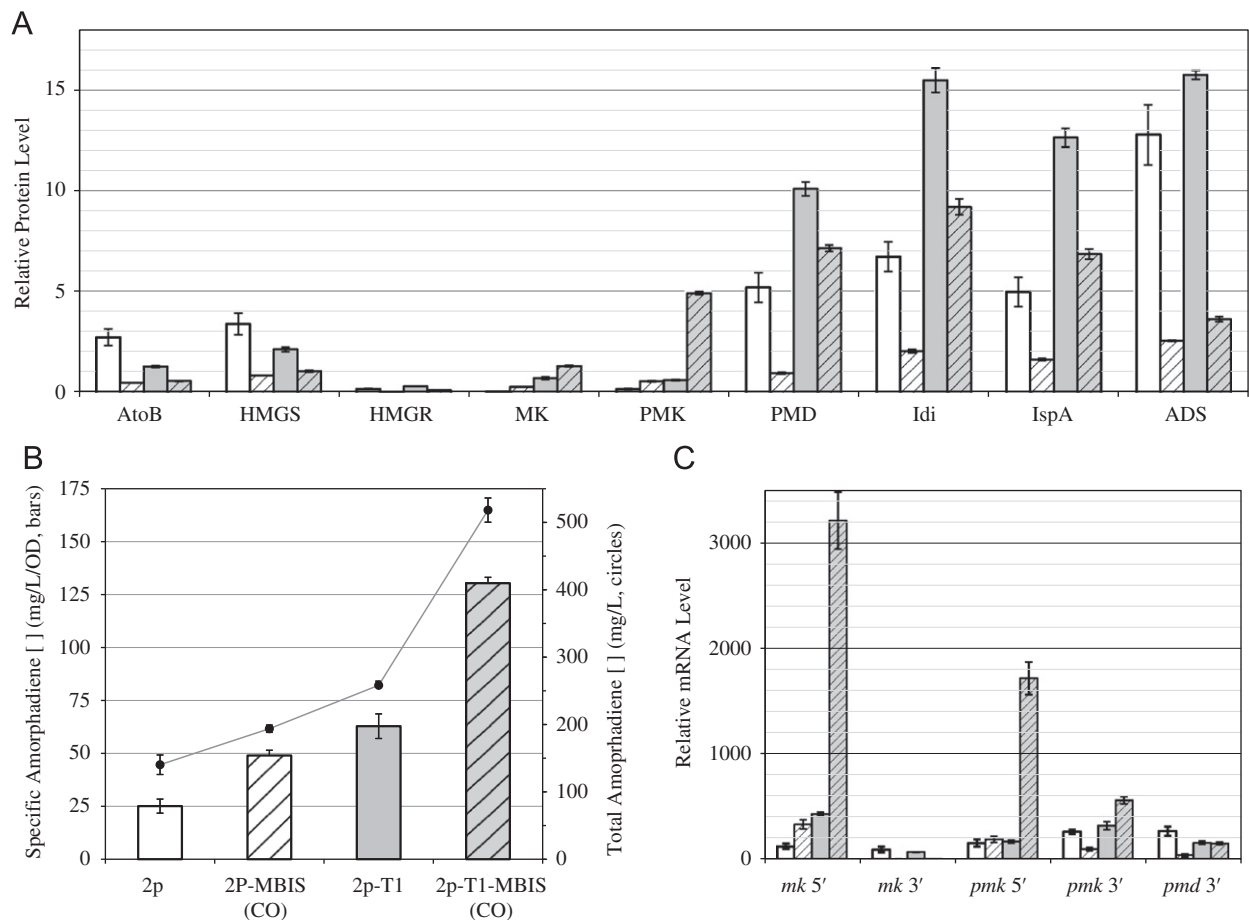 A
Relative Protein Level
15
10
5
0
AtoB HMGS HMGR MK PMK PMD Idi IspA ADS
B
Specific Amorphadiene [ ] (mg/L/OD, bars)
175
150
125
100
75
50
25
0
500
400
300
200
100
0
Total Amoprhadiene [ ] (mg/L, circles)
2p 2P-MBIS (CO) 2p-T1 2p-T1-MBIS (CO)
C
Relative mRNA Level
3000
2000
1000
0
mk 5′ mk 3′ pmk 5′ pmk 3′ pmd 3′